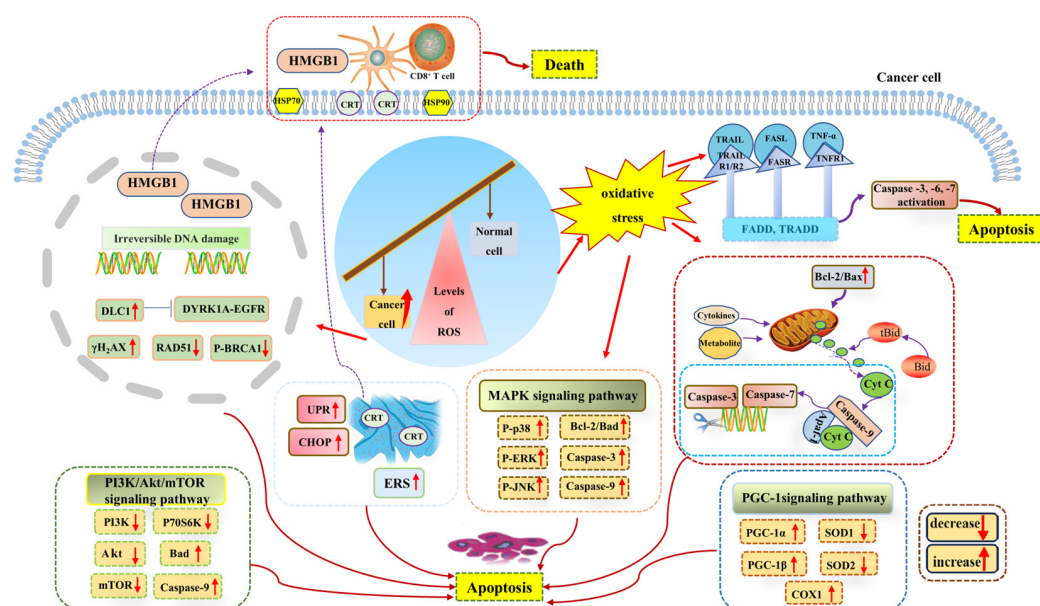 HMGB1
CD8+ T cell
HSP70
CRT
CRT
HSP90
Death
Cancer cell
HMGB1
HMGB1
Irreversible DNA damage
DLC1
DYRK1A-EGFR
γH2AX
RAD51
P-BRCA1
Normal
cell
Cancer
cell
Levels
of
ROS
oxidative
stress
TRAIL
TRAIL
R1/R2
FASL
FASR
TNF-α
TNFR1
FADD, TRADD
Caspase -3, -6, -7
activation
Apoptosis
Bcl-2/Bax
Cytokines
Metabolite
tBid
Bid
Cyt C
Caspase-3
Caspase-7
Caspase-9
Apaf-1
Cyt C
UPR
CHOP
CRT
CRT
ERS
MAPK signaling pathway
P-p38
Bcl-2/Bad
P-ERK
Caspase-3
P-JNK
Caspase-9
PI3K/Akt/mTOR
signaling pathway
PI3K
P70S6K
Akt
Bad
mTOR
Caspase-9
Apoptosis
PGC-1signaling pathway
PGC-1α
SOD1
PGC-1β
SOD2
COX1
decrease
increase